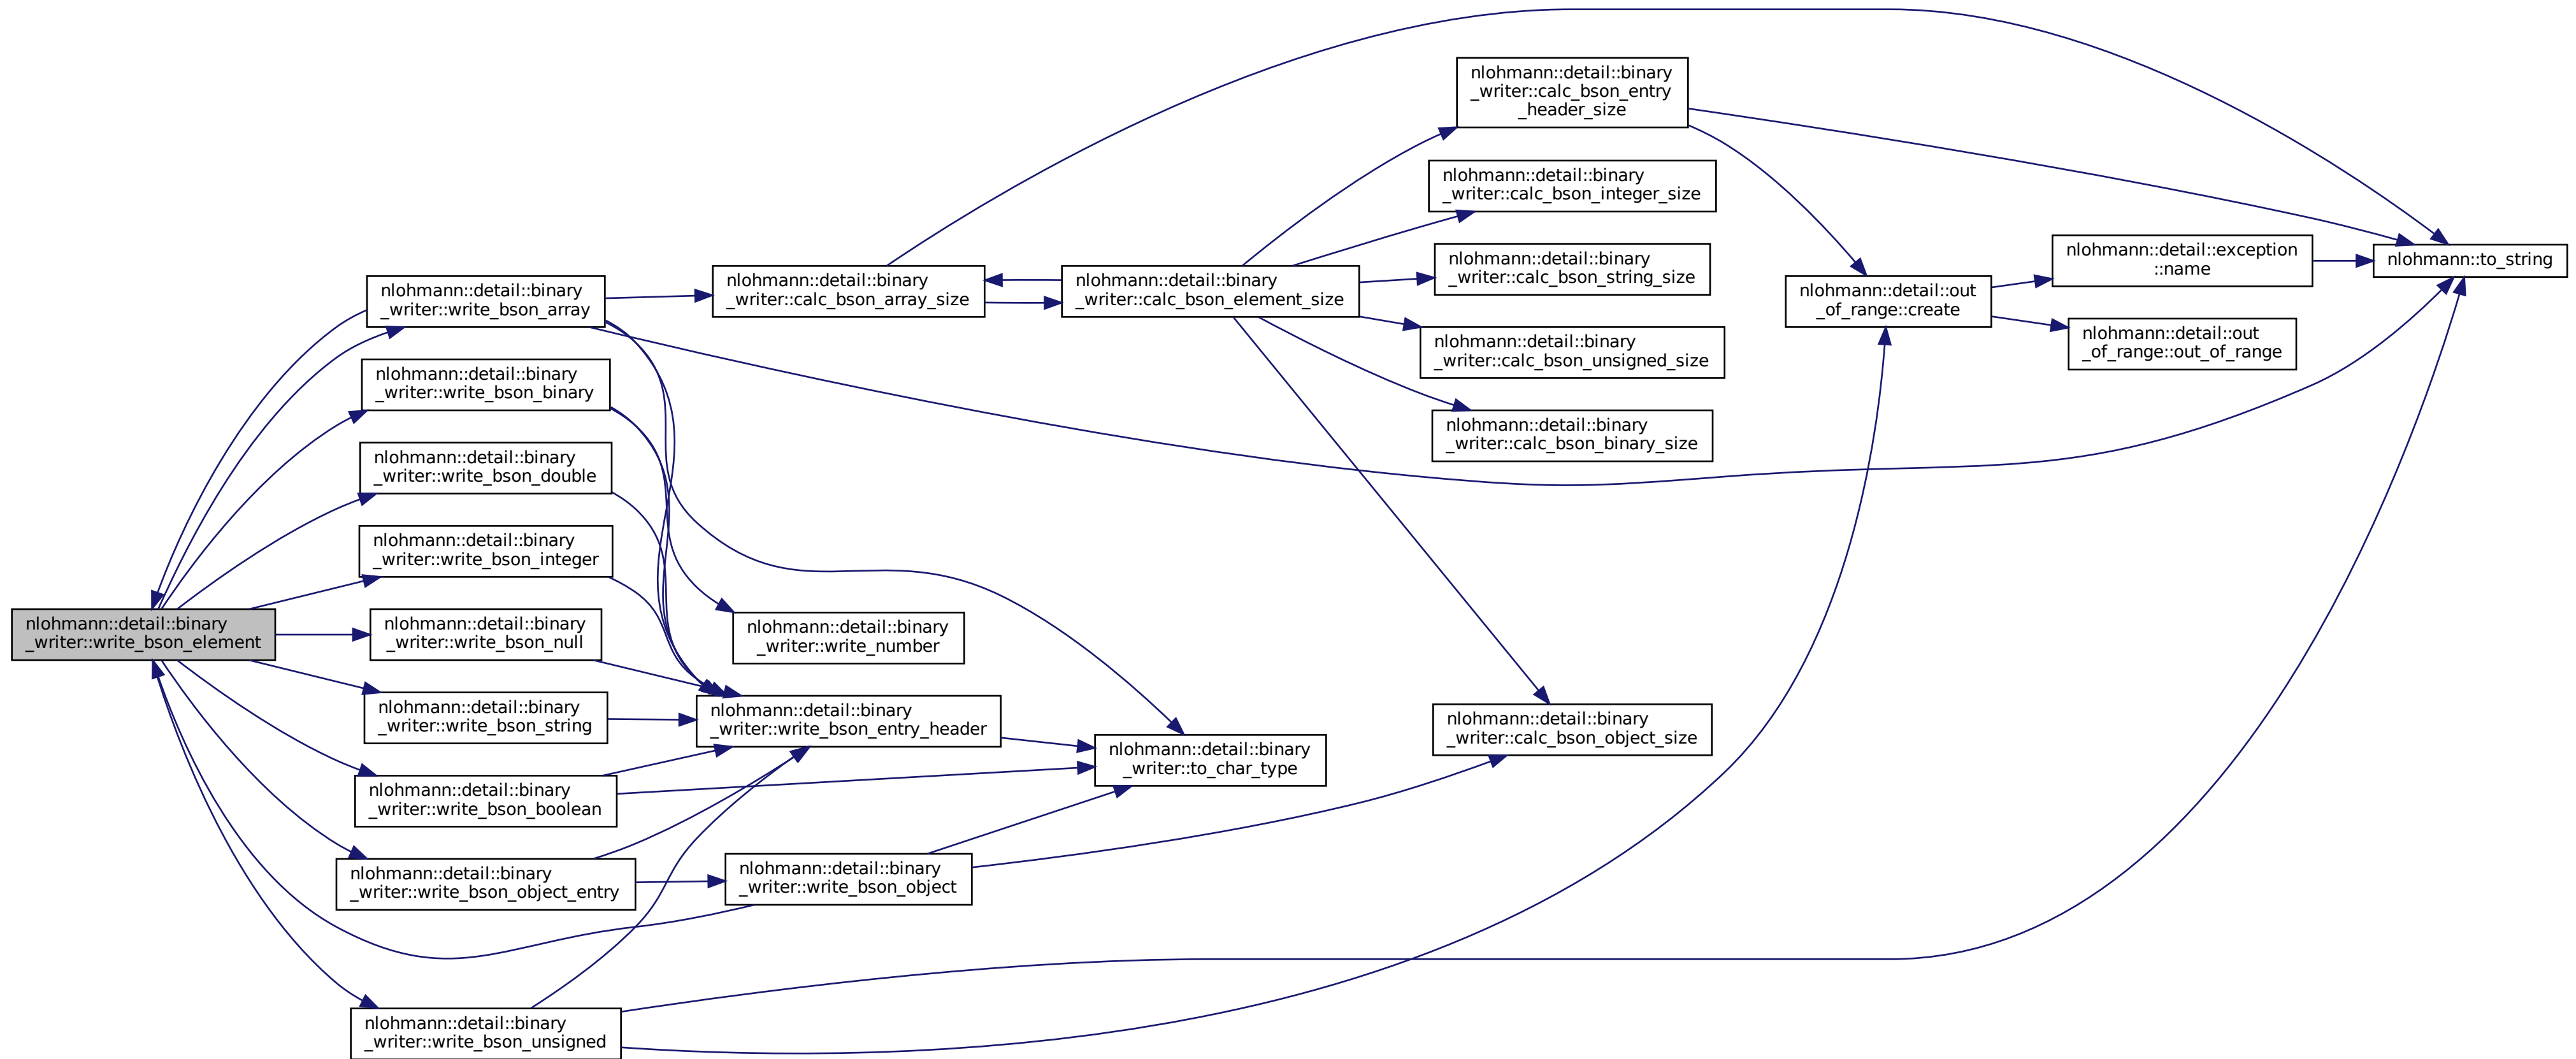 nlohmann::detail::binary
_writer::write_bson_element
nlohmann::detail::binary
_writer::write_bson_array
nlohmann::detail::binary
_writer::write_bson_binary
nlohmann::detail::binary
_writer::write_bson_double
nlohmann::detail::binary
_writer::write_bson_integer
nlohmann::detail::binary
_writer::write_bson_null
nlohmann::detail::binary
_writer::write_bson_string
nlohmann::detail::binary
_writer::write_bson_boolean
nlohmann::detail::binary
_writer::write_bson_object_entry
nlohmann::detail::binary
_writer::write_bson_unsigned
nlohmann::detail::binary
_writer::calc_bson_array_size
nlohmann::detail::binary
_writer::write_number
nlohmann::detail::binary
_writer::write_bson_entry_header
nlohmann::detail::binary
_writer::write_bson_object
nlohmann::detail::binary
_writer::calc_bson_element_size
nlohmann::detail::binary
_writer::to_char_type
nlohmann::detail::binary
_writer::calc_bson_entry
_header_size
nlohmann::detail::binary
_writer::calc_bson_integer_size
nlohmann::detail::binary
_writer::calc_bson_string_size
nlohmann::detail::binary
_writer::calc_bson_unsigned_size
nlohmann::detail::binary
_writer::calc_bson_binary_size
nlohmann::detail::binary
_writer::calc_bson_object_size
nlohmann::detail::out
_of_range::create
nlohmann::detail::exception
::name
nlohmann::detail::out
_of_range::out_of_range
nlohmann::to_string